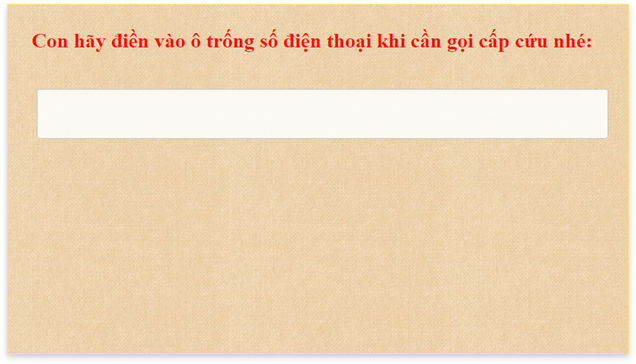 Con hãy điền vào ô trống số điện thoại khi cần gọi cấp cứu nhé: